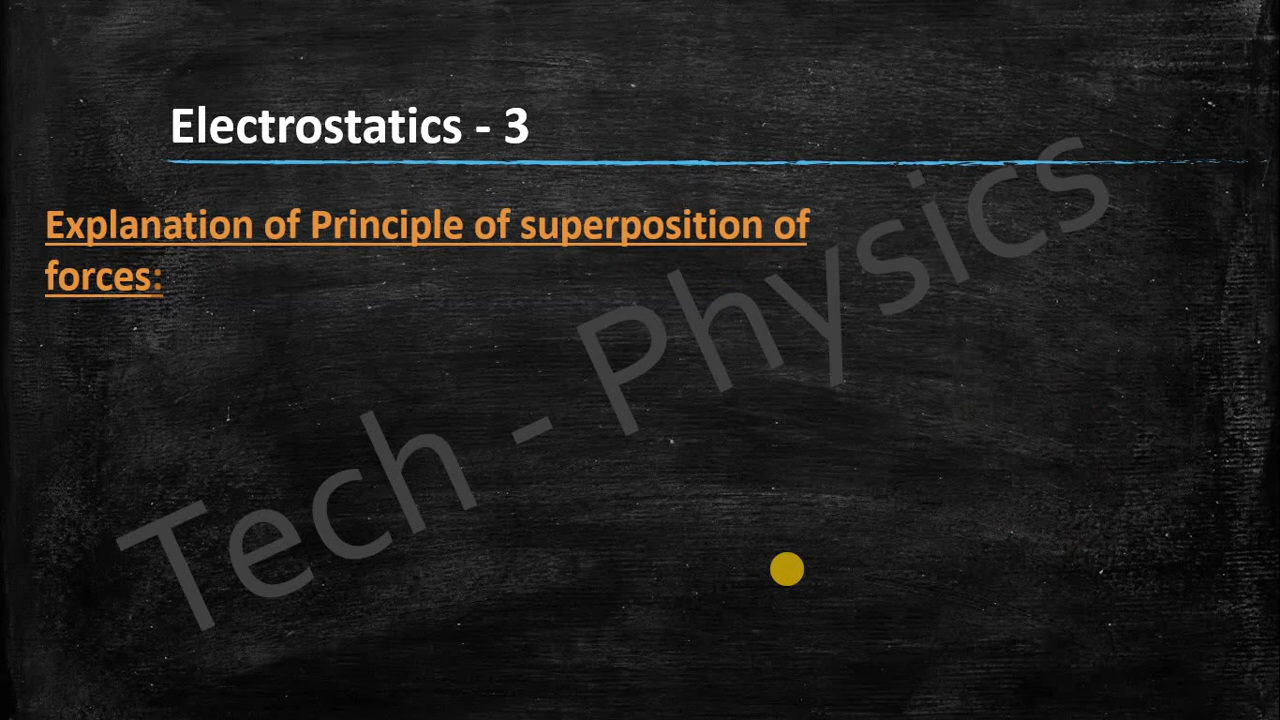 Electrostatics - 3
Explanation of Principle of superposition of
forces:
Tech - Physics